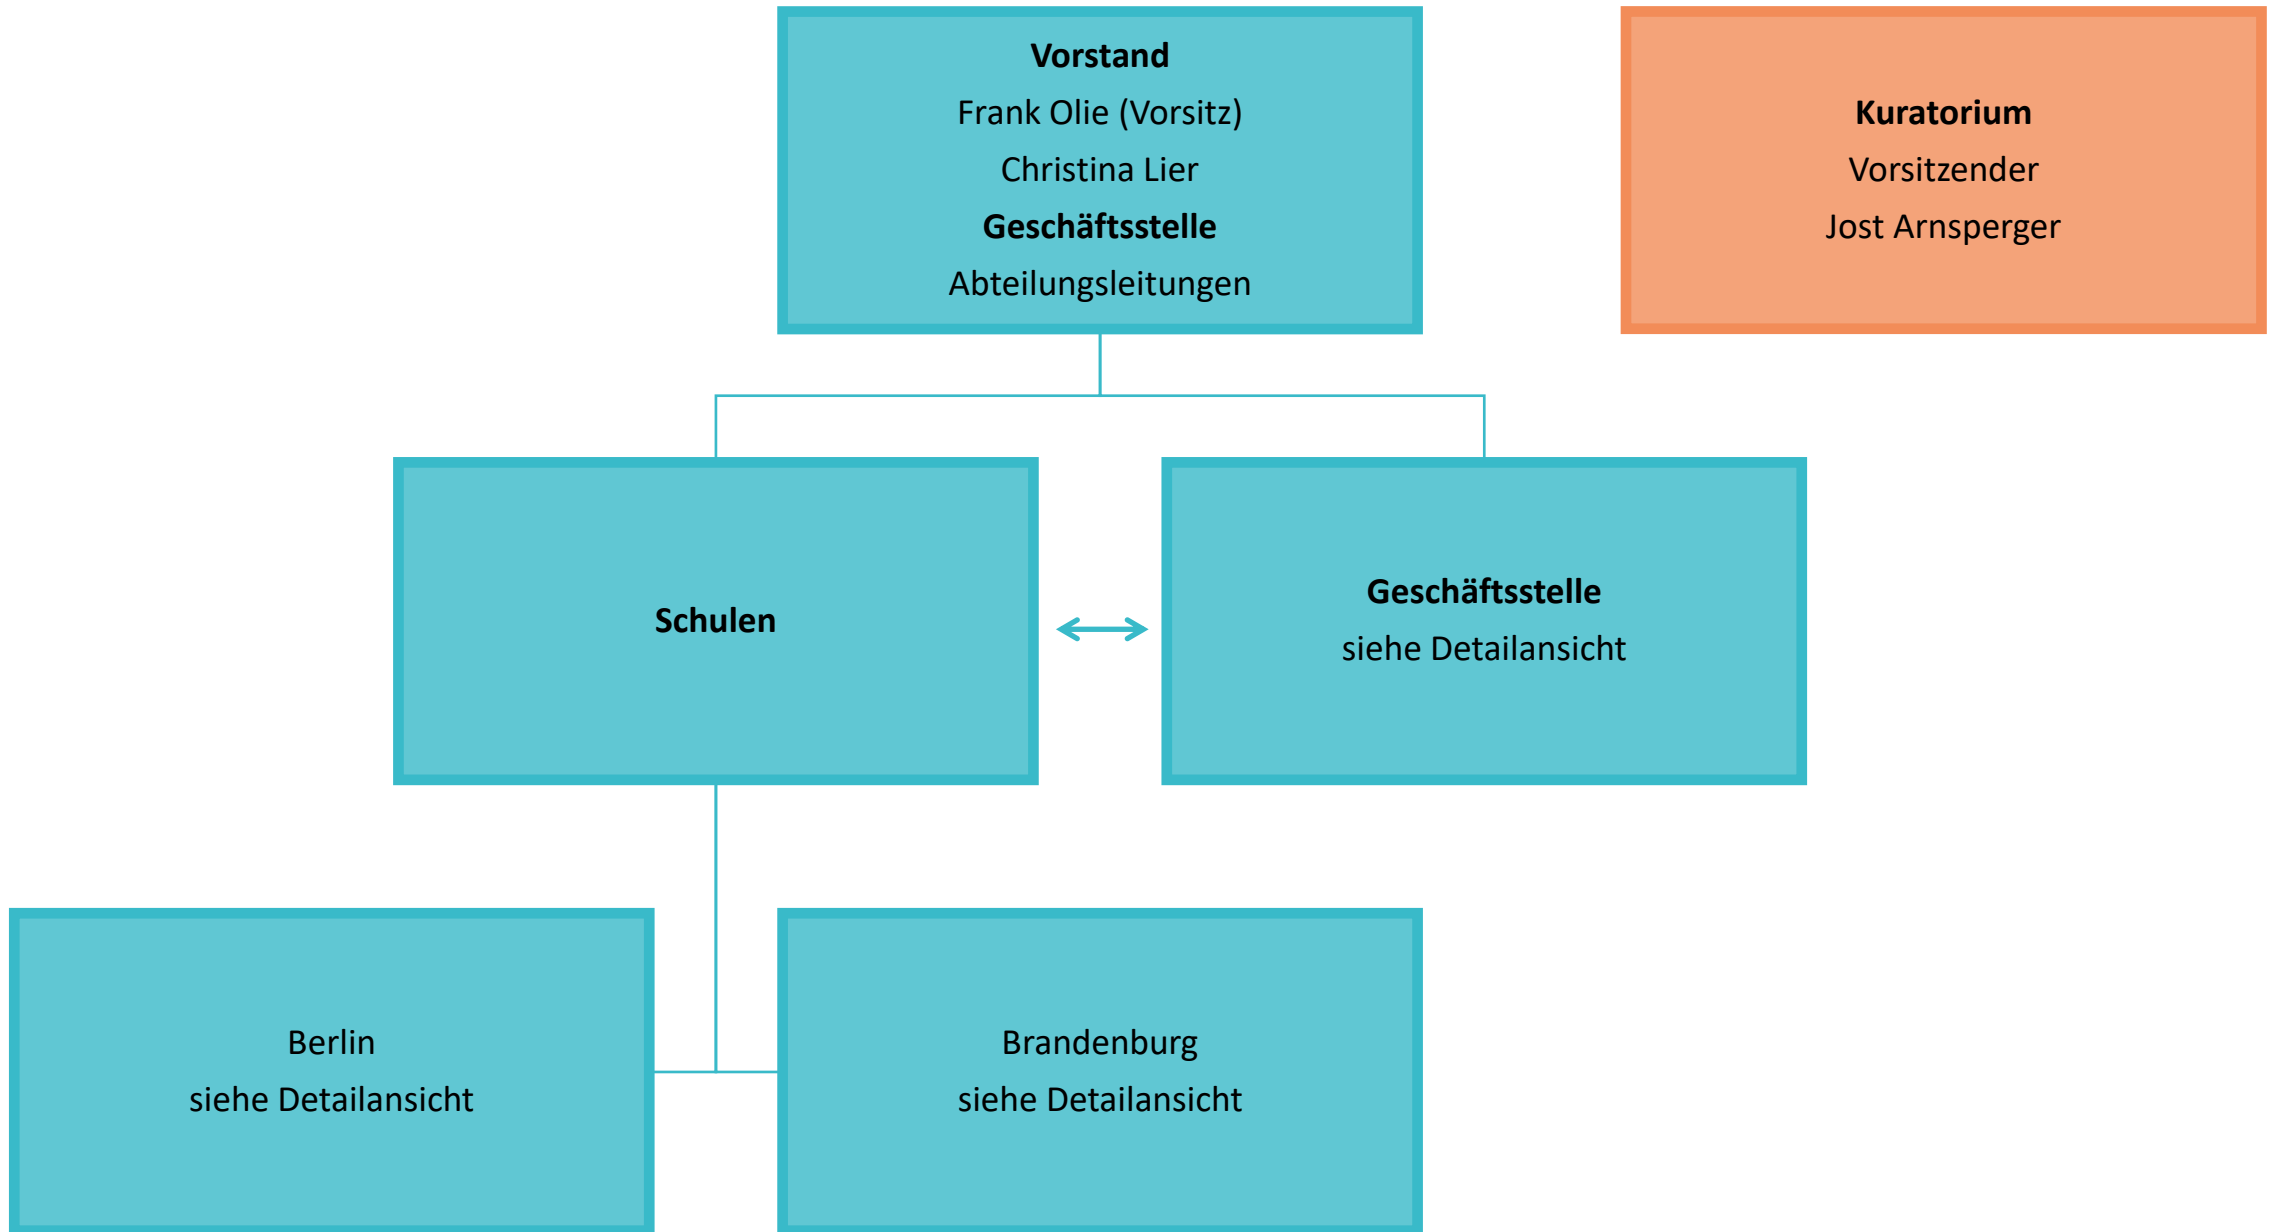 Vorstand
Frank Olie (Vorsitz)
Christina Lier
Geschäftsstelle
Abteilungsleitungen
Kuratorium
Vorsitzender
Jost Arnsperger
Schulen
Geschäftsstelle
siehe Detailansicht
Berlin
siehe Detailansicht
Brandenburg
siehe Detailansicht